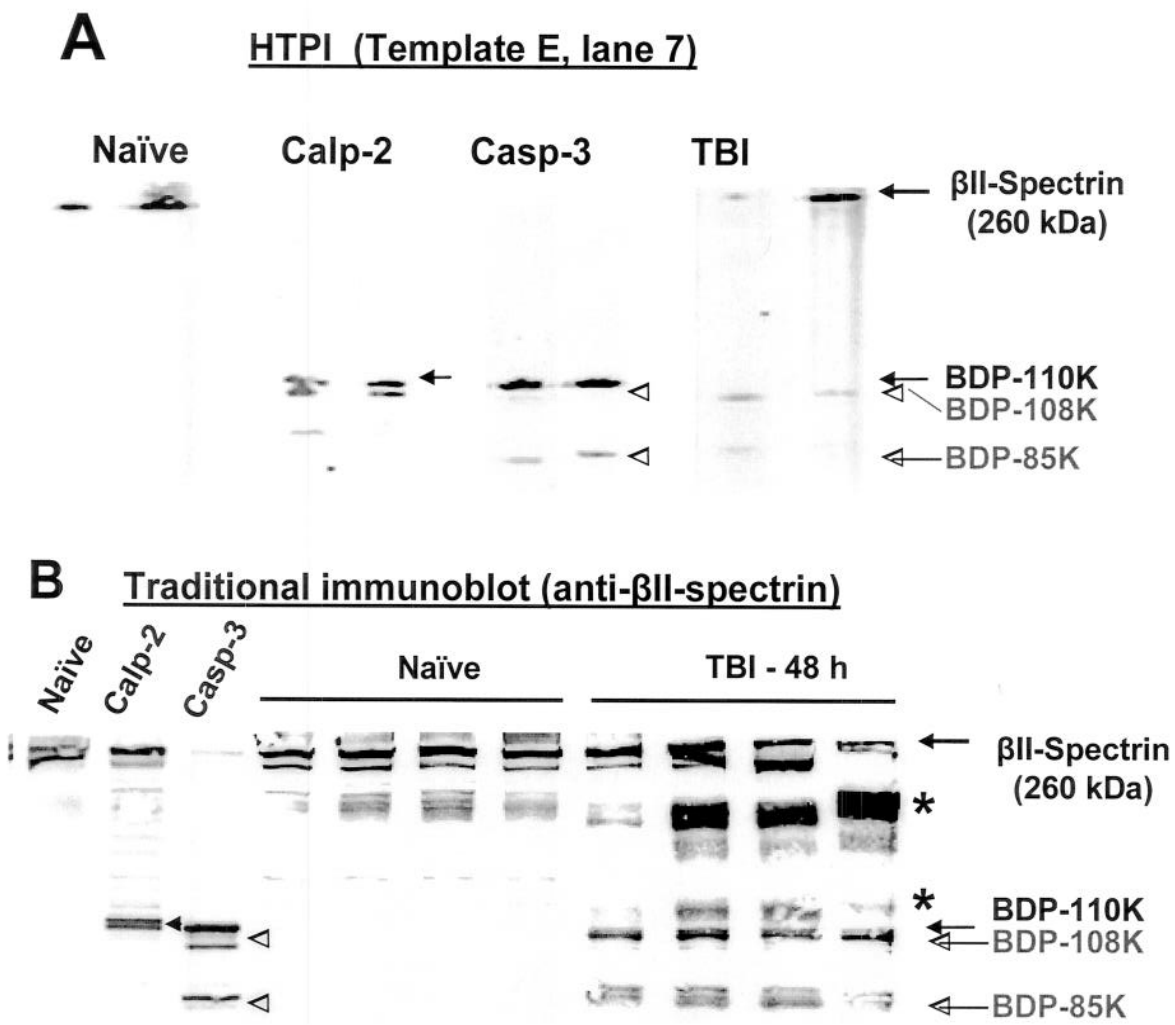 A
HTPI (Template E, lane 7)
Naïve Calp-2 Casp-3 TBI
βII-Spectrin
(260 kDa)
BDP-110K
BDP-108K
BDP-85K
B
Traditional immunoblot (anti-βII-spectrin)
Naïve
Calp-2
Casp-3
Naïve
TBI - 48 h
βII-Spectrin
(260 kDa)
*
*
BDP-110K
BDP-108K
BDP-85K